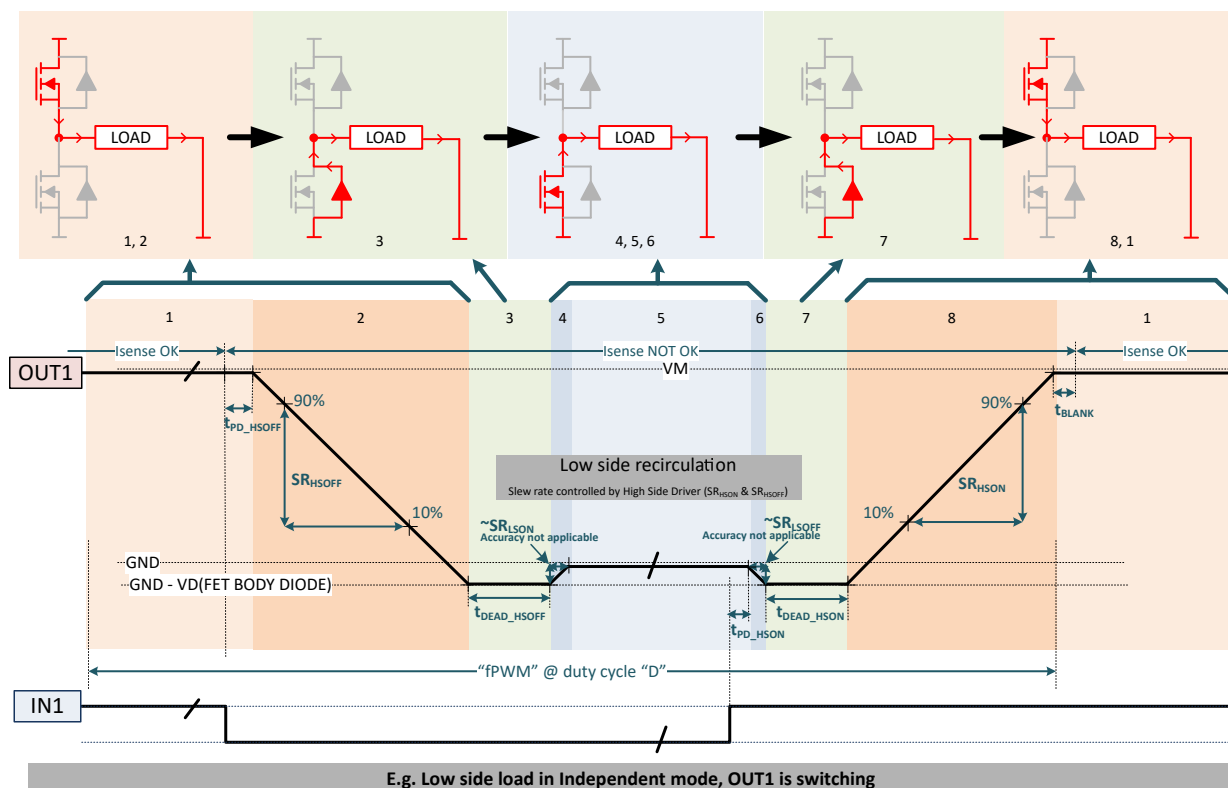 LOAD
LOAD
LOAD
LOAD
LOAD
1, 2
3
4, 5, 6
7
8, 1
1
2
3
4
5
6
7
8
1
Isense OK
Isense NOT OK
Isense OK
OUT1
VM
90%
90%
tPD_HSOFF
tBLANK
SRHSOFF
Low side recirculation
Slew rate controlled by High Side Driver (SRHSON & SRHSOFF)
SRHSON
10%
10%
~SRLSON
Accuracy not applicable
~SRLSOFF
Accuracy not applicable
GND
GND - VD(FET BODY DIODE)
tDEAD_HSOFF
tPD_HSON
tDEAD_HSON
“fPWM” @ duty cycle “D”
IN1
E.g. Low side load in Independent mode, OUT1 is switching